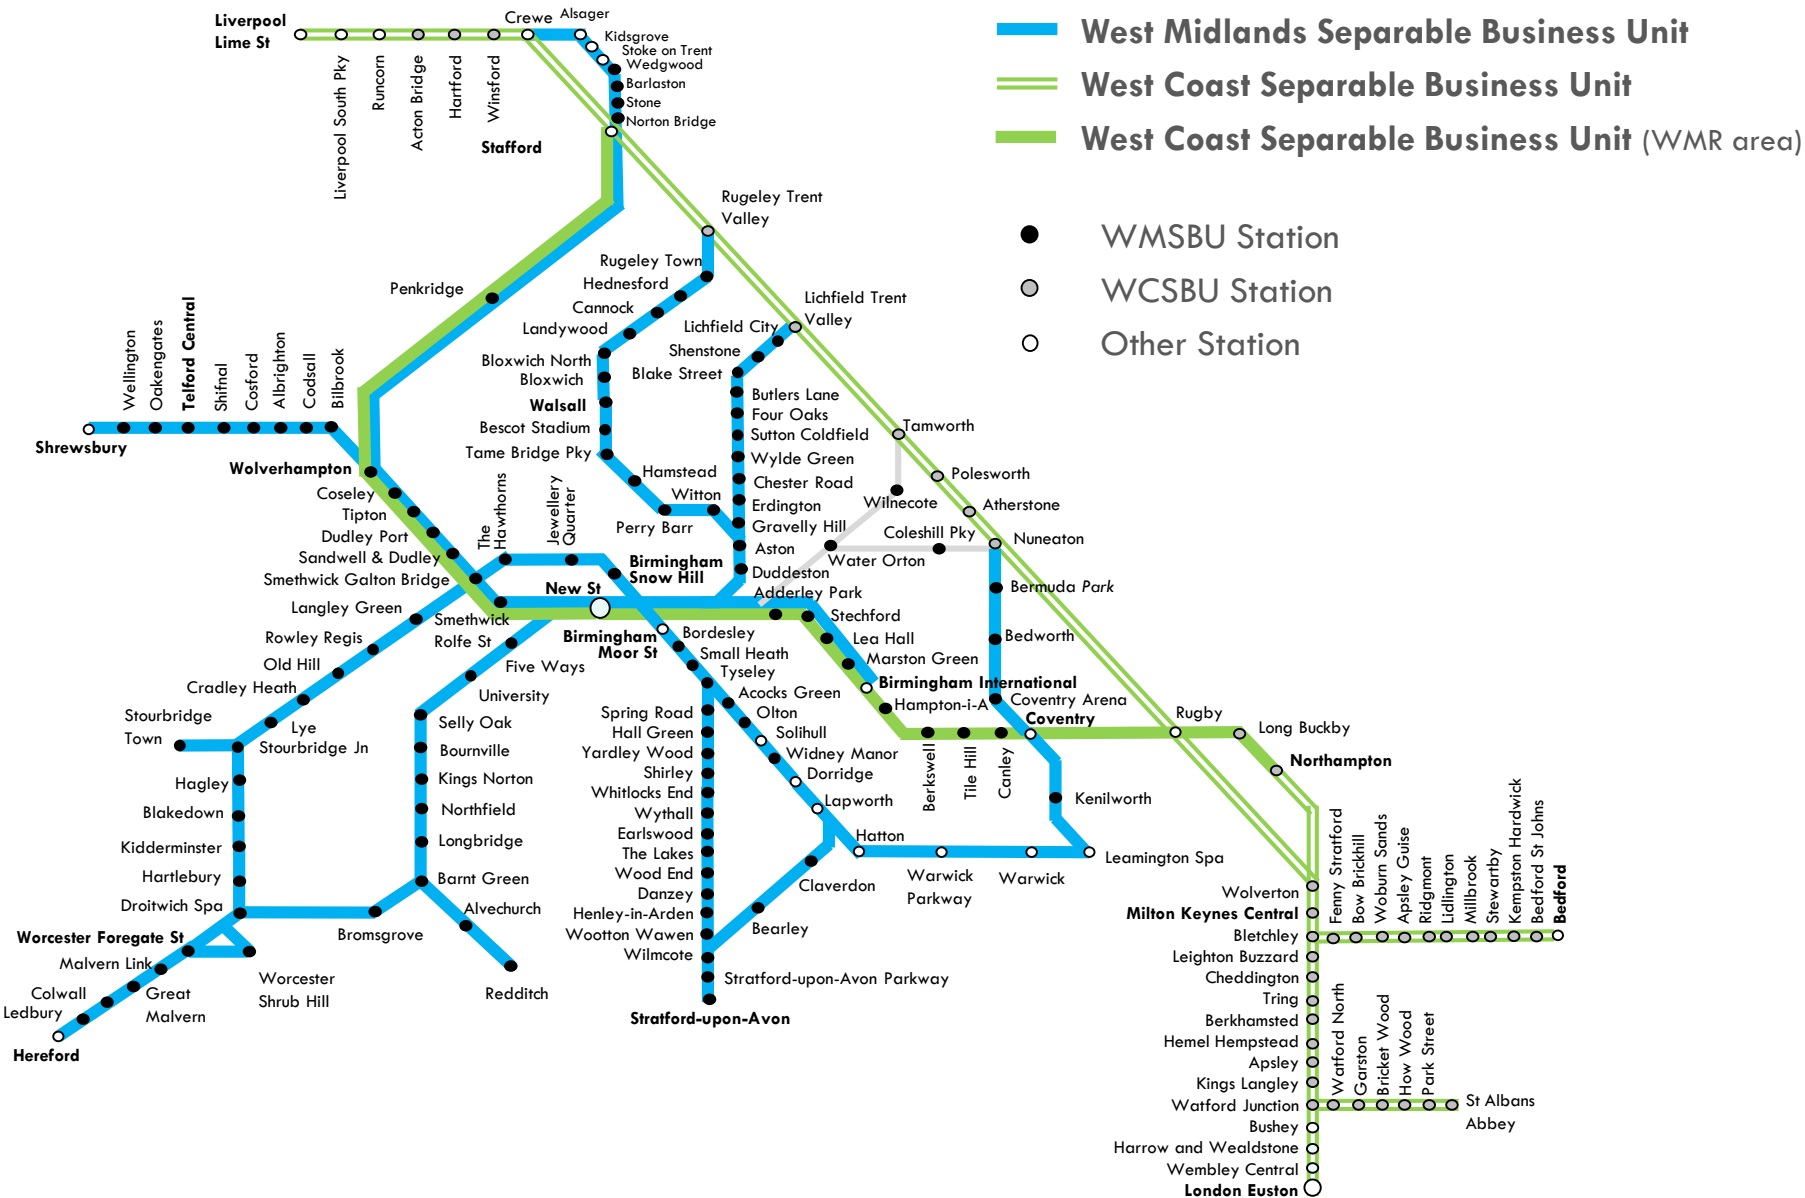 Liverpool
Lime St
Crewe
Alsager
Kidsgrove
Stoke on Trent
Wedgwood
Barlaston
Stone
Norton Bridge
Liverpool South Pky
Runcorn
Acton Bridge
Hartford
Winsford
Stafford
West Midlands Separable Business Unit
West Coast Separable Business Unit
West Coast Separable Business Unit (WMR area)
WMSBU Station
WCSBU Station
Other Station
Rugeley Trent
Valley
Rugeley Town
Hednesford
Cannock
Landywood
Bloxwich North
Bloxwich
Walsall
Bescot Stadium
Tame Bridge Pky
Hamstead
Witton
Perry Barr
Penkridge
Lichfield Trent
Valley
Lichfield City
Shenstone
Blake Street
Butlers Lane
Four Oaks
Sutton Coldfield
Wylde Green
Chester Road
Erdington
Gravelly Hill
Aston
Duddeston
Wellington
Oakengates
Telford Central
Shifnal
Cosford
Albrighton
Codsall
Bilbrook
Shrewsbury
Wolverhampton
Coseley
Tipton
Dudley Port
Sandwell & Dudley
Smethwick Galton Bridge
Langley Green
Rowley Regis
Old Hill
Cradley Heath
Lye
Stourbridge
Town
Stourbridge Jn
Hagley
Blakedown
Kidderminster
Hartlebury
Droitwich Spa
Worcester Foregate St
Malvern Link
Colwall
Ledbury
Great
Malvern
Hereford
Worcester
Shrub Hill
Bromsgrove
The
Hawthorns
Jewellery
Quarter
Birmingham
Snow Hill
New St
Smethwick
Rolfe St
Five Ways
University
Selly Oak
Bournville
Kings Norton
Northfield
Longbridge
Barnt Green
Alvechurch
Redditch
Birmingham
Moor St
Bordesley
Small Heath
Tyseley
Acocks Green
Olton
Solihull
Widney Manor
Dorridge
Lapworth
Hatton
Claverdon
Bearley
Warwick
Parkway
Warwick
Leamington Spa
Spring Road
Hall Green
Yardley Wood
Shirley
Whitlocks End
Wythall
Earlswood
The Lakes
Wood End
Danzey
Henley-in-Arden
Wootton Wawen
Wilmcote
Stratford-upon-Avon Parkway
Stratford-upon-Avon
Adderley Park
Stechford
Lea Hall
Marston Green
Birmingham International
Hampton-i-A
Berkswell
Tile Hill
Canley
Coventry
Kenilworth
Tamworth
Wilnecote
Water Orton
Coleshill Pky
Polesworth
Atherstone
Nuneaton
Bermuda Park
Bedworth
Coventry Arena
Rugby
Long Buckby
Northampton
Wolverton
Milton Keynes Central
Bletchley
Leighton Buzzard
Cheddington
Tring
Berkhamsted
Hemel Hempstead
Apsley
Kings Langley
Watford Junction
Bushey
Harrow and Wealdstone
Wembley Central
London Euston
Fenny Stratford
Bow Brickhill
Woburn Sands
Apsley Guise
Ridgmont
Lidlington
Millbrook
Stewartby
Kempston Hardwick
Bedford St Johns
Bedford
Watford North
Garston
Bricket Wood
How Wood
Park Street
St Albans
Abbey